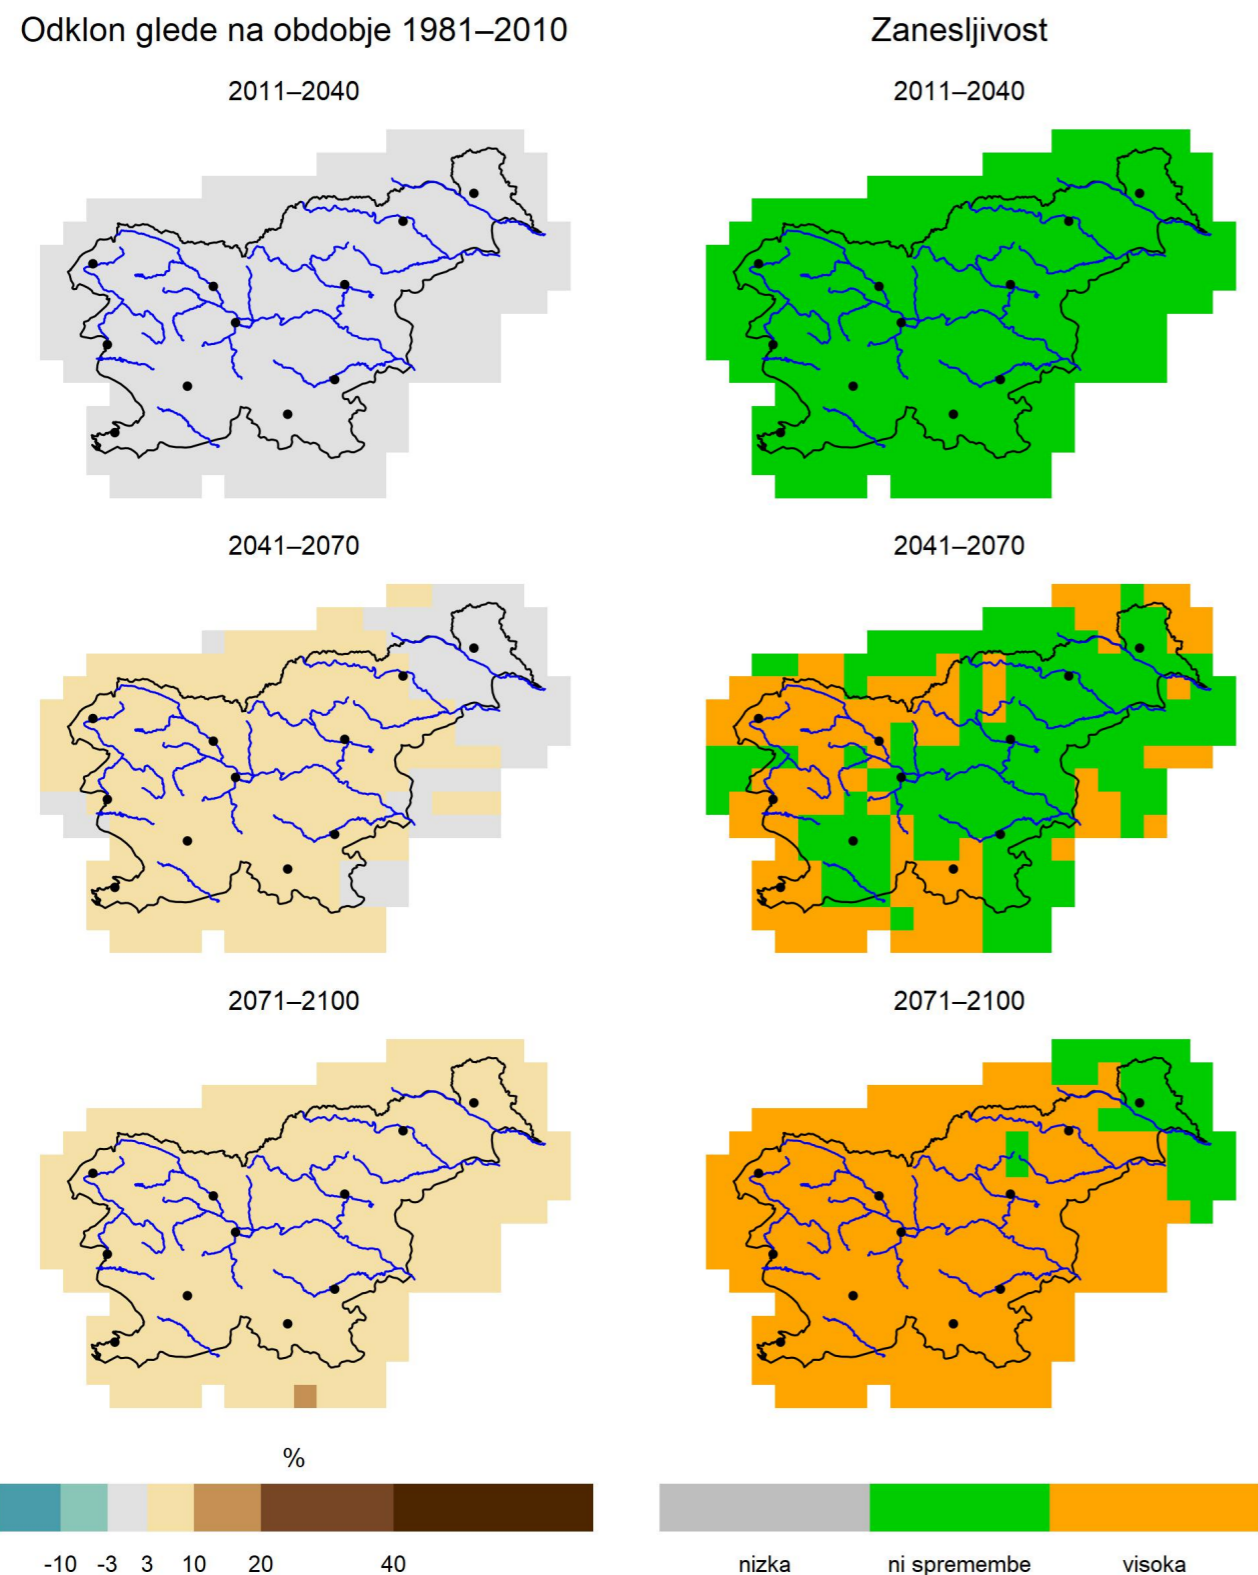 Odklon glede na obdobje 1981–2010
Zanesljivost
2011–2040
2011–2040
2041–2070
2041–2070
2071–2100
2071–2100
%
-10 -3 3 10 20 40
nizka ni spremembe visoka